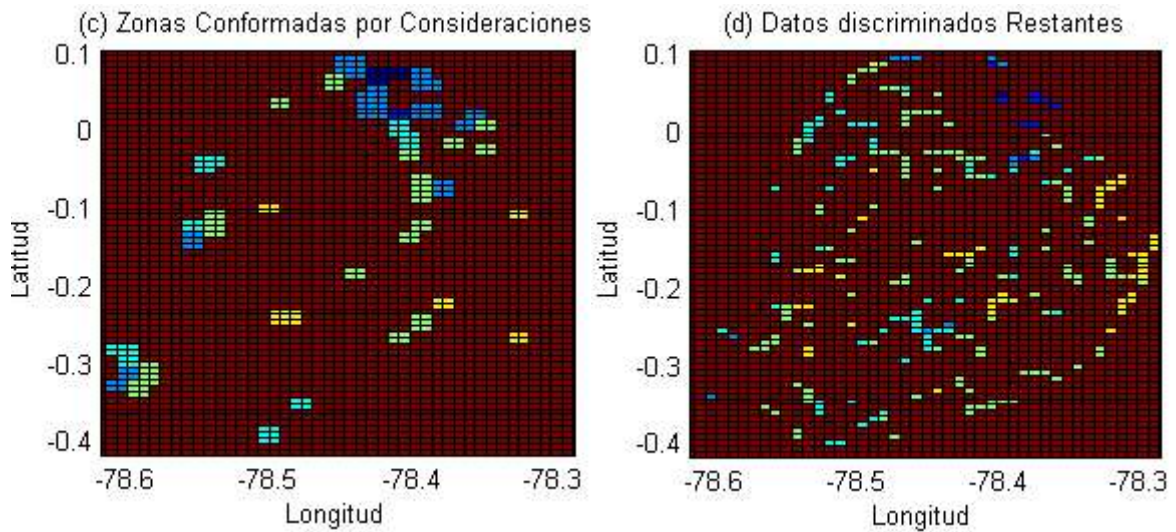 (c) Zonas Conformadas por Consideraciones
0.1
0
-0.1
-0.2
-0.3
-0.4
Latitud
-78.6 -78.5 -78.4 -78.3
Longitud
(d) Datos discriminados Restantes
0.1
0
-0.1
-0.2
-0.3
-0.4
Latitud
-78.6 -78.5 -78.4 -78.3
Longitud